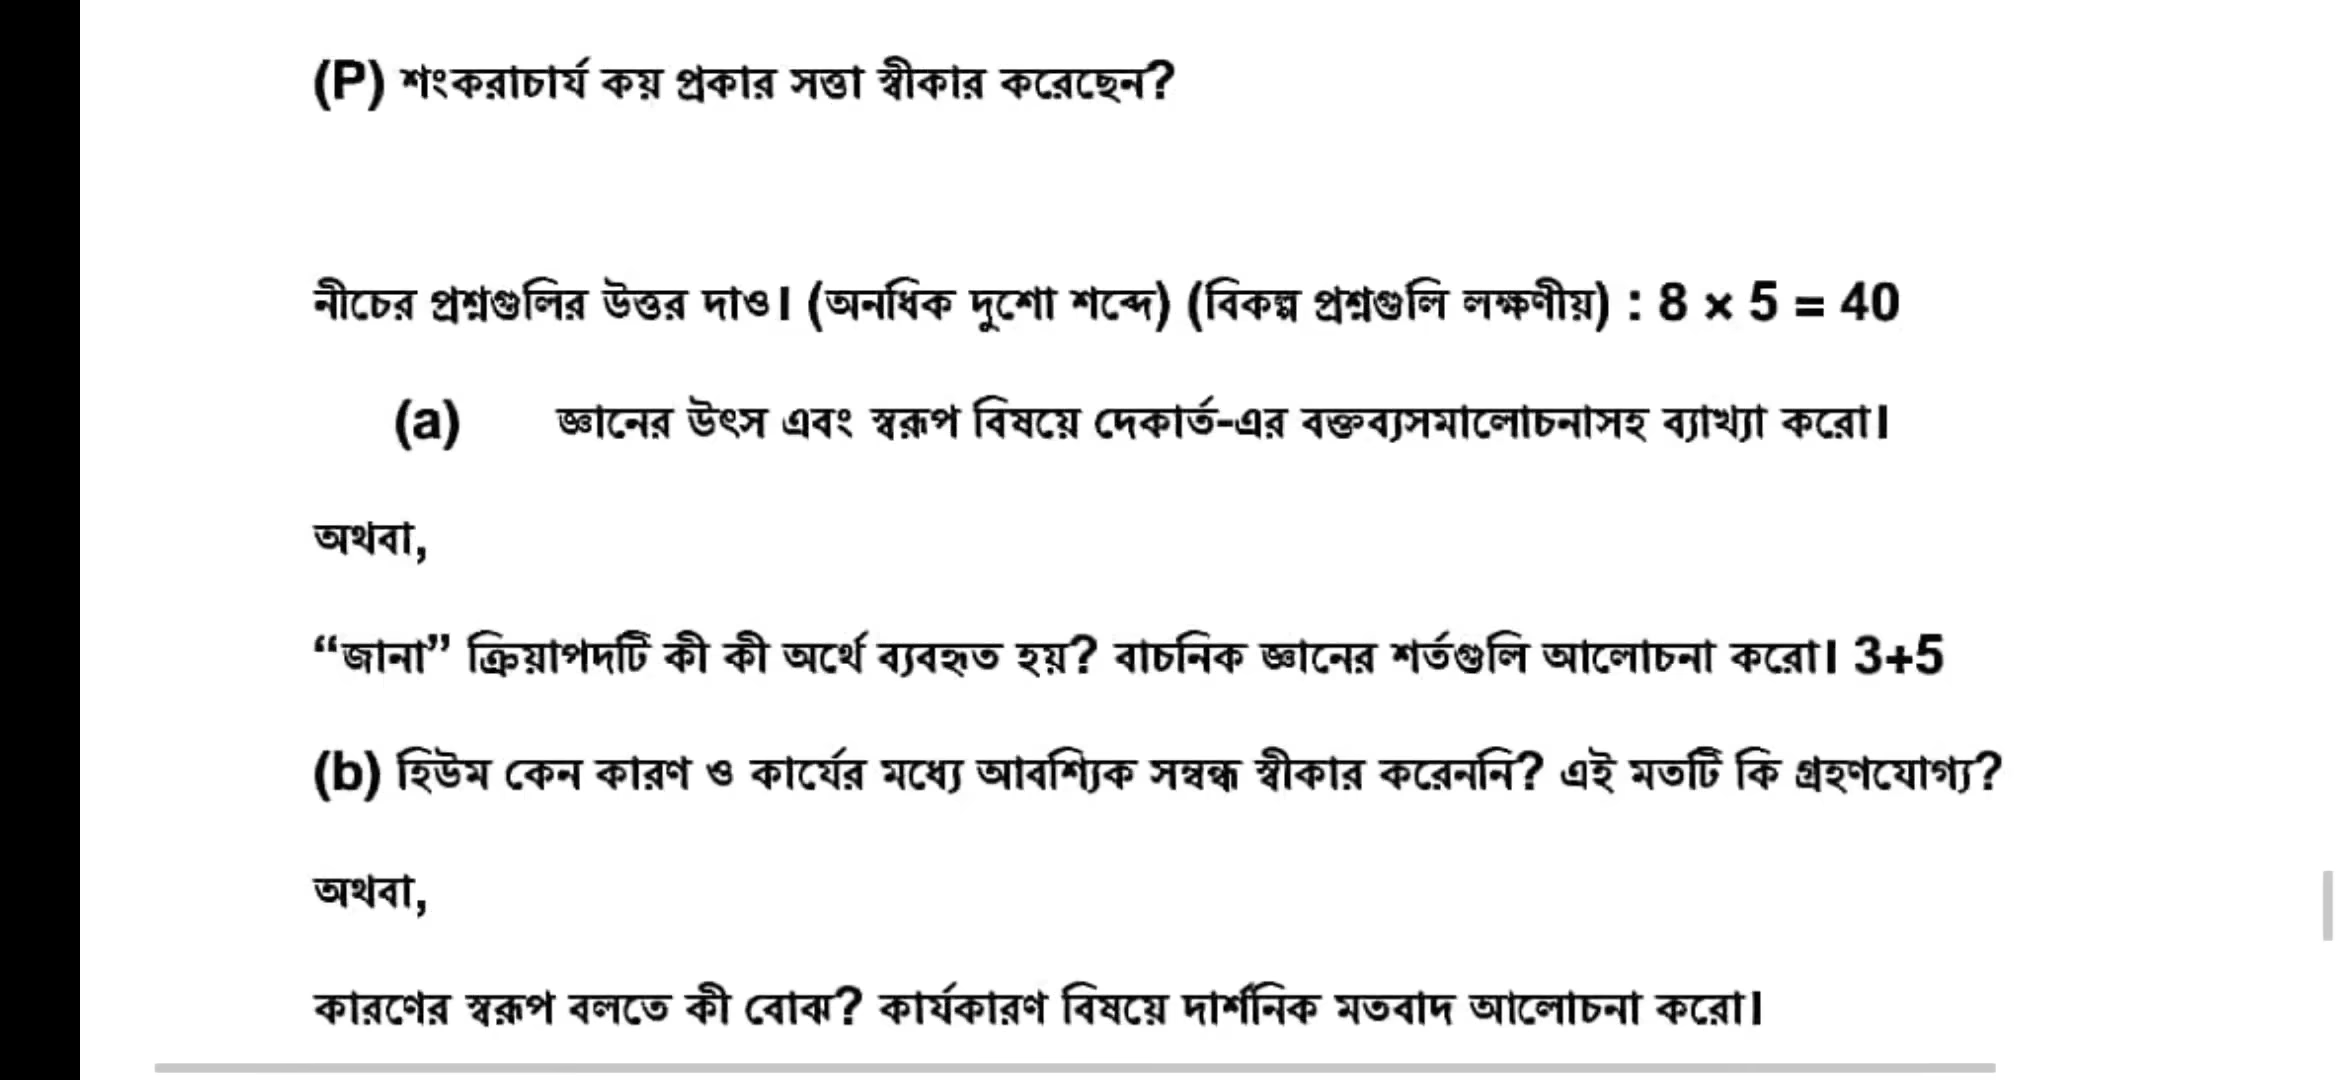 (P) শংকরাচার্য কয় প্রকার সত্তা স্বীকার করেছেন?
নীচের প্রশ্নগুলির উত্তর দাও। (অনধিক দুশো শব্দে) (বিকল্প প্রশ্নগুলি লক্ষণীয়) : 8 × 5 = 40
(a) জ্ঞানের উৎস এবং স্বরূপ বিষয়ে দেকার্ত-এর বক্তব্যসমালোচনাসহ ব্যাখ্যা করো।
অথবা,
“জানা” ক্রিয়াপদটি কী কী অর্থে ব্যবহৃত হয়? বাচনিক জ্ঞানের শর্তগুলি আলোচনা করো। 3+5
(b) হিউম কেন কারণ ও কার্যের মধ্যে আবশ্যিক সম্বন্ধ স্বীকার করেননি? এই মতটি কি গ্রহণযোগ্য?
অথবা,
কারণের স্বরূপ বলতে কী বোঝ? কার্যকারণ বিষয়ে দার্শনিক মতবাদ আলোচনা করো।